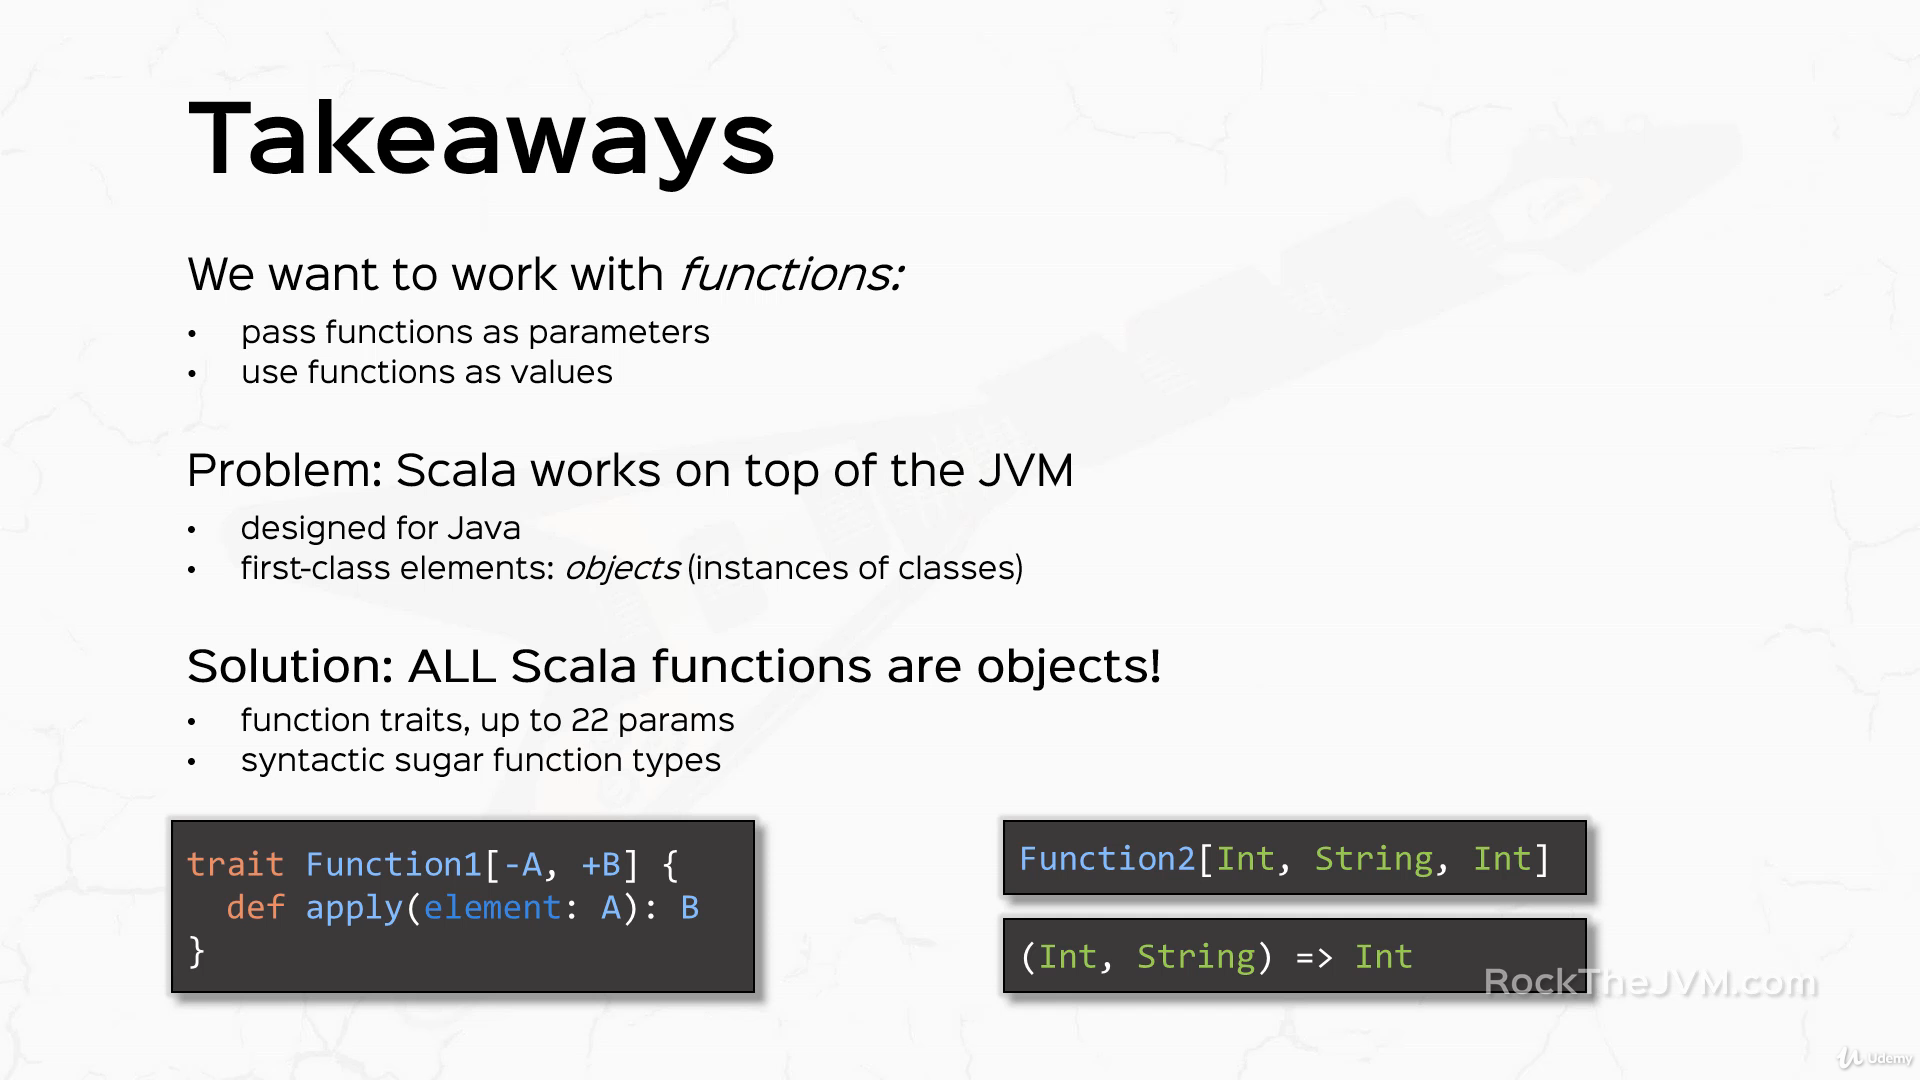 Takeaways
We want to work with functions:
• pass functions as parameters
• use functions as values
Problem: Scala works on top of the JVM
• designed for Java
• first-class elements: objects (instances of classes)
Solution: ALL Scala functions are objects!
• function traits, up to 22 params
• syntactic sugar function types
trait Function1[-A, +B] {
  def apply(element: A): B
}
Function2[Int, String, Int]
(Int, String) => Int
RockTheJVM.com
Udemy